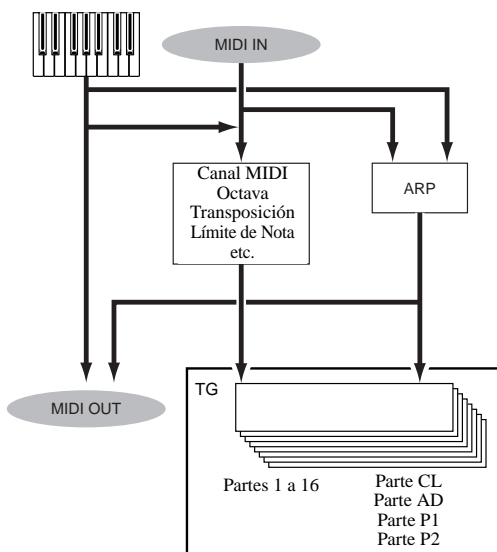 MIDI IN
Canal MIDI
Octava
Transposición
Límite de Nota
etc.
ARP
MIDI OUT
TG
Partes 1 a 16
Parte CL
Parte AD
Parte P1
Parte P2